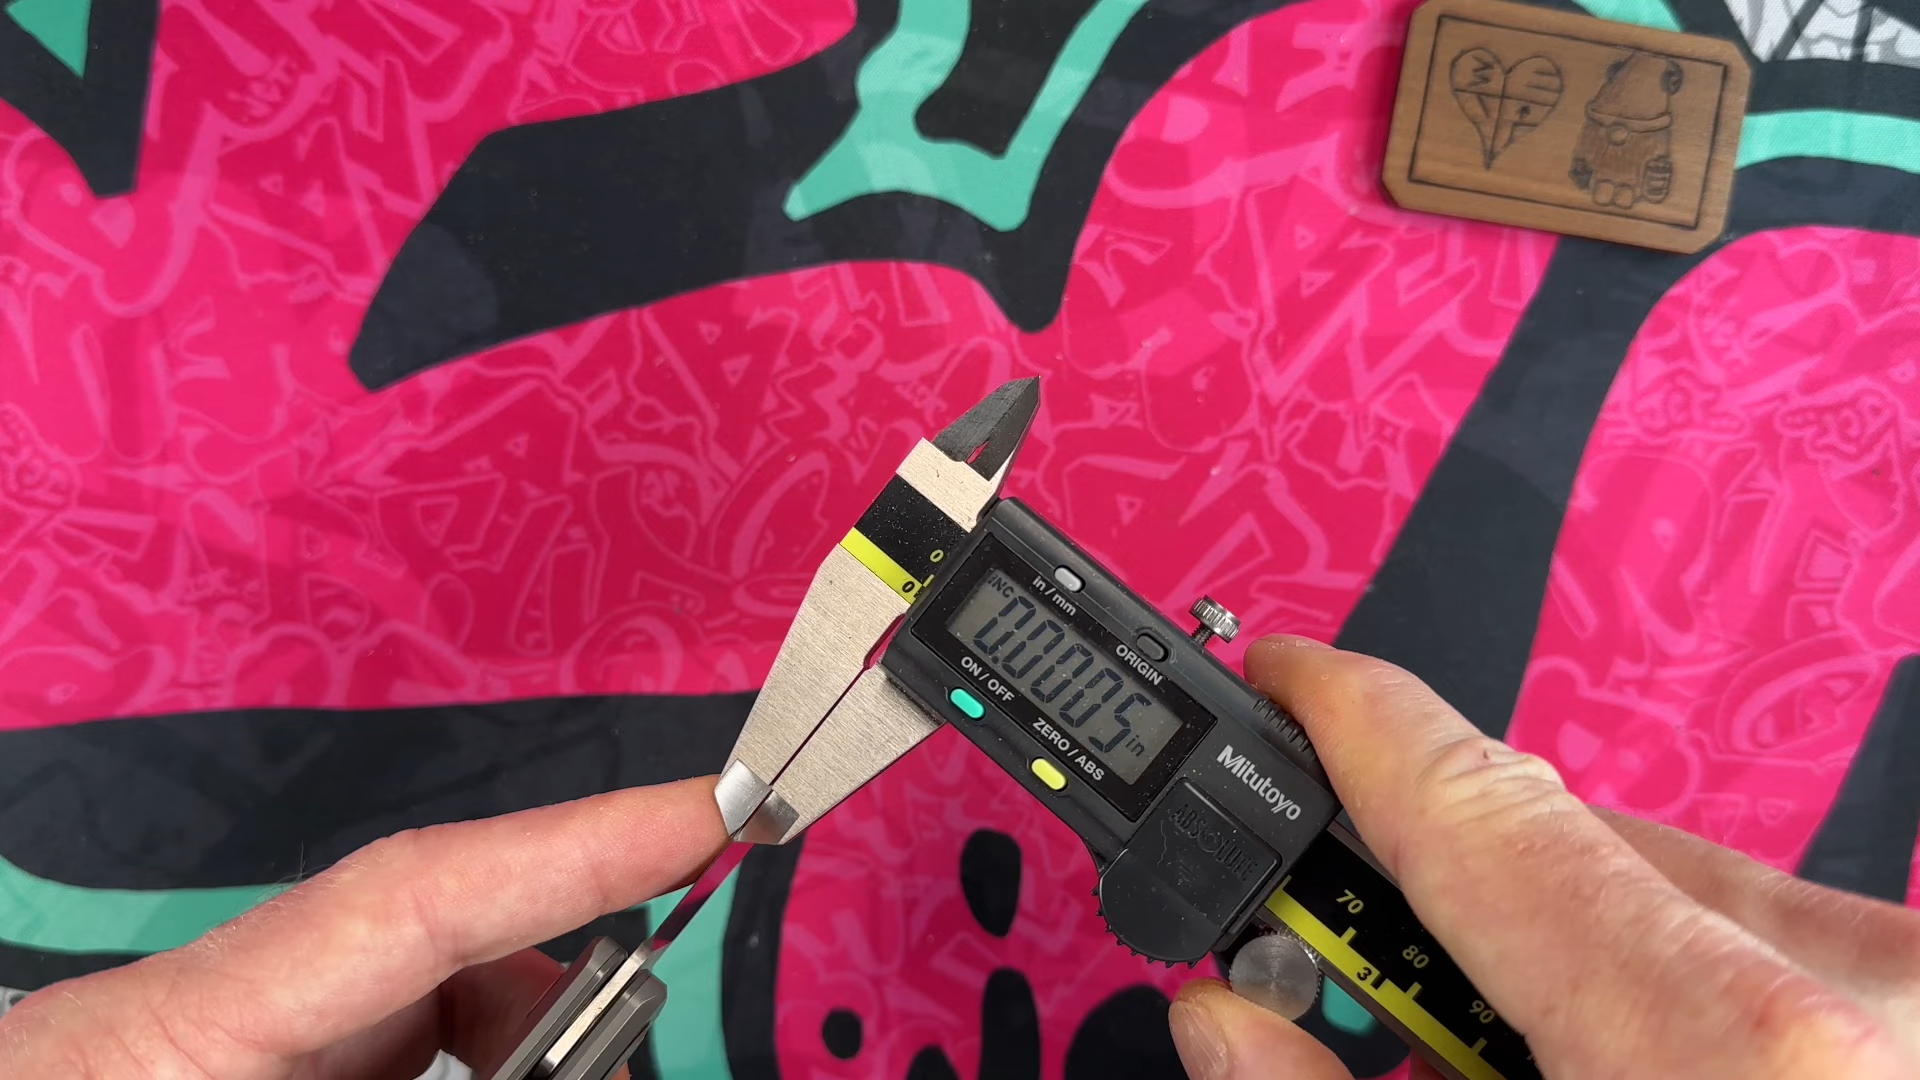 0
0
INC
0.0005 in
in / mm
ORIGIN
ON / OFF
ZERO / ABS
Mitutoyo
ABSOLUTE
70
80
3
90